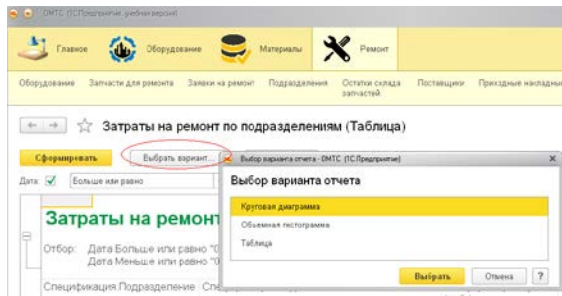 ОМТС (1С:Предприятие, учебная версия)
Главное
Оборудование
Материалы
Ремонт
Оборудование Запчасти для ремонта Заявки на ремонт Подразделения Остатки склада запчастей Поставщики Приходные накладные
Затраты на ремонт по подразделениям (Таблица)
Сформировать
Выбрать вариант...
Дата: Больше или равно
Затраты на ремонт
Отбор: Дата Больше или равно "0
Дата Меньше или равно "0
Спецификация.Подразделение
Выбор варианта отчета - ОМТС (1С:Предприятие)
Выбор варианта отчета
Круговая диаграмма
Объемная гистограмма
Таблица
Выбрать Отмена ?